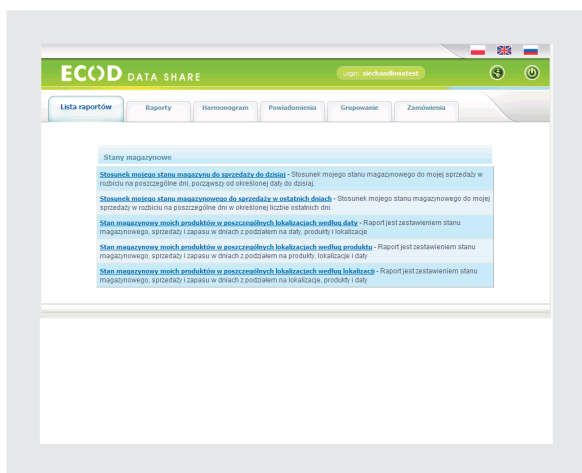 ECOD DATA SHARE
Login: siechandlowatest
Lista raportów Raporty Harmonogram Powiadomienia Grupowanie Zamówienia
Stany magazynowe
Stosunek mojego stanu magazynu do sprzedaży do dzisiaj - Stosunek mojego stanu magazynowego do mojej sprzedaży w
rozbiciu na poszczególne dni, począwszy od określonej daty do dzisiaj.
Stosunek mojego stanu magazynowego do sprzedaży w ostatnich dniach - Stosunek mojego stanu magazynowego do mojej
sprzedaży w rozbiciu na poszczególne dni w określonej liczbie ostatnich dni.
Stan magazynowy moich produktów w poszczególnych lokalizacjach według daty - Raport jest zestawieniem stanu
magazynowego, sprzedaży i zapasu w dniach z podziałem na daty, produkty i lokalizacje
Stan magazynowy moich produktów w poszczególnych lokalizacjach według produktu - Raport jest zestawieniem stanu
magazynowego, sprzedaży i zapasu w dniach z podziałem na produkty, lokalizacje i daty
Stan magazynowy moich produktów w poszczególnych lokalizacjach według lokalizacji - Raport jest zestawieniem stanu
magazynowego, sprzedaży i zapasu w dniach z podziałem na lokalizacje, produkty i daty